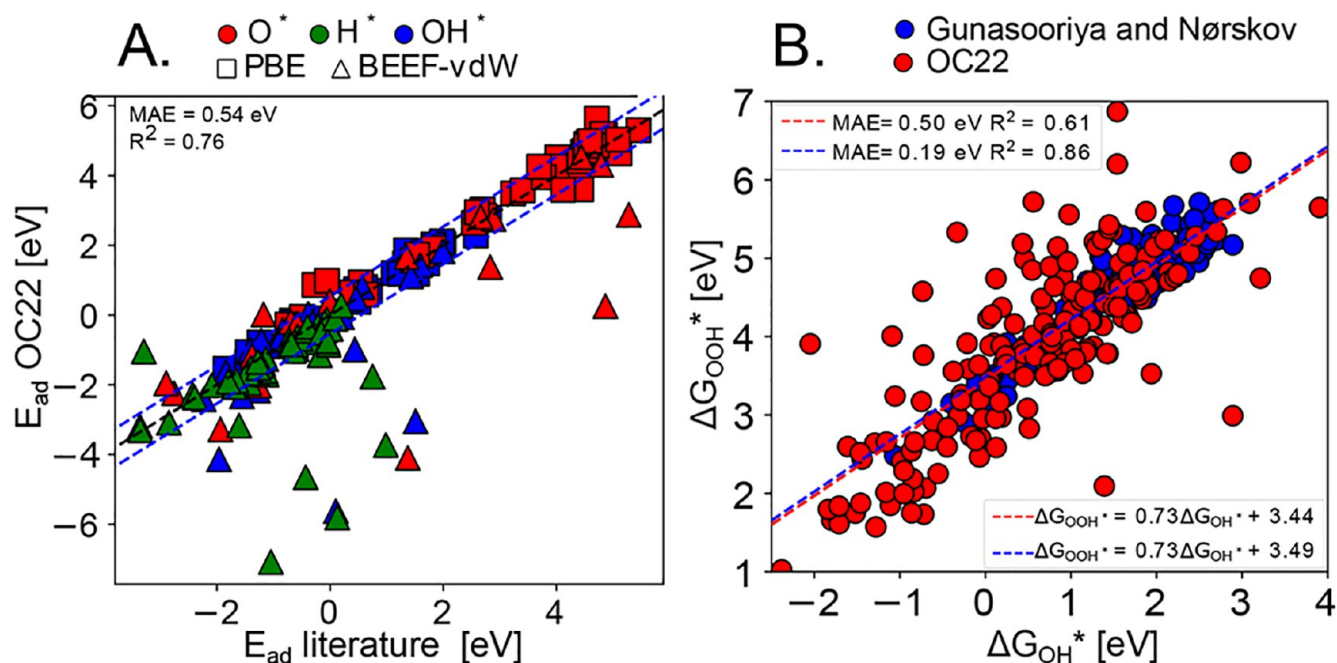 A.
O* H* OH*
PBE BEEF-vdW
MAE = 0.54 eV
R² = 0.76
E_ad OC22 [eV]
6
4
2
0
−2
−4
−6
−2 0 2 4
E_ad literature [eV]
B.
Gunasooriya and Nørskov
OC22
MAE= 0.50 eV R² = 0.61
MAE= 0.19 eV R² = 0.86
ΔG_OOH* [eV]
7
6
5
4
3
2
1
ΔG_OOH* = 0.73ΔG_OH* + 3.44
ΔG_OOH* = 0.73ΔG_OH* + 3.49
−2 −1 0 1 2 3 4
ΔG_OH* [eV]